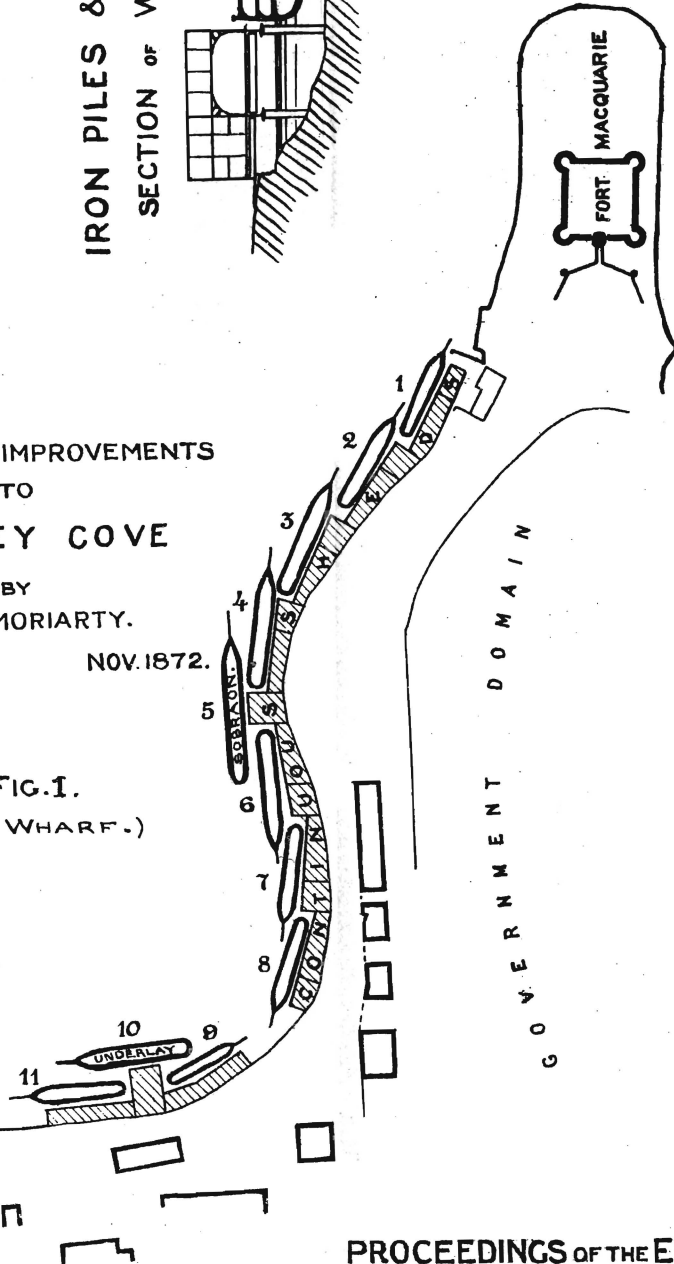 IRON PILES &
SECTION OF
FORT MACQUARIE
IMPROVEMENTS
TO
EY COVE
BY
MORIARTY.
NOV. 1872.
FIG. I.
WHARF.)
1
2
3
4
5
SOBRAON.
6
7
8
9
10
UNDERLAY
11
CONTINUOUS SHEDS
GOVERNMENT DOMAIN
PROCEEDINGS OF THE E